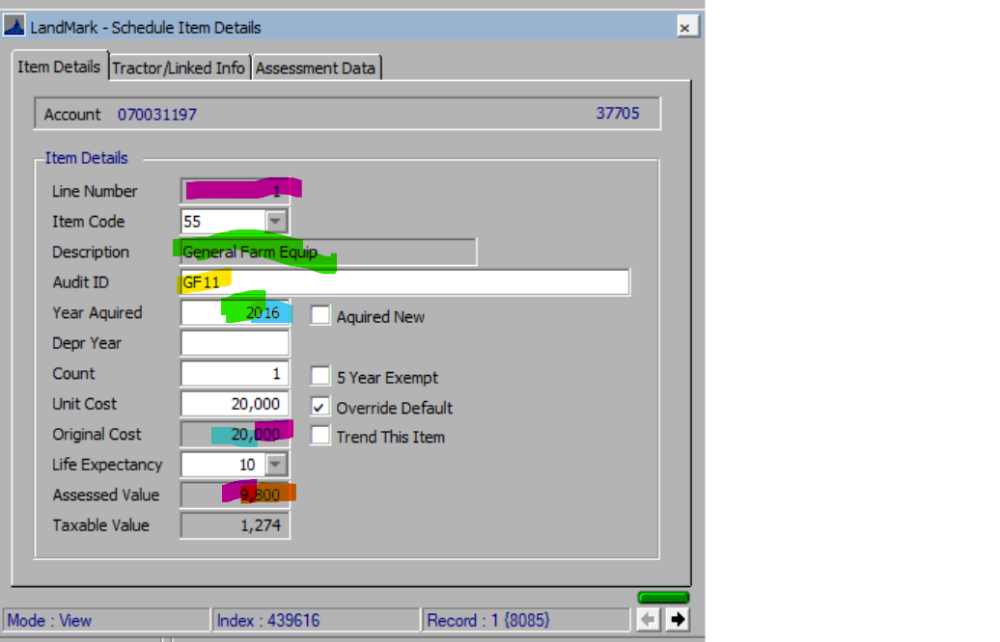 LandMark - Schedule Item Details
Item Details Tractor/Linked Info Assessment Data
Account 070031197 37705
Item Details
Line Number 1
Item Code 55
Description General Farm Equip
Audit ID GF11
Year Aquired 2016 Aquired New
Depr Year
Count 1 5 Year Exempt
Unit Cost 20,000 Override Default
Original Cost 20,000 Trend This Item
Life Expectancy 10
Assessed Value 9,800
Taxable Value 1,274
Mode : View Index : 439616 Record : 1 {8085}